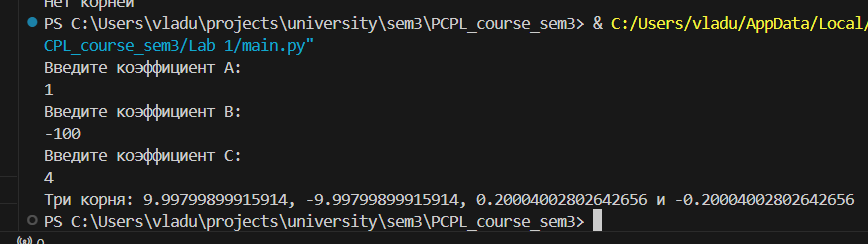 Нет корней
PS C:\Users\vladu\projects\university\sem3\PCPL_course_sem3> & C:/Users/vladu/AppData/Local/
CPL_course_sem3/Lab 1/main.py"
Введите коэффициент A:
1
Введите коэффициент B:
-100
Введите коэффициент C:
4
Три корня: 9.99799899915914, -9.99799899915914, 0.20004002802642656 и -0.20004002802642656
PS C:\Users\vladu\projects\university\sem3\PCPL_course_sem3>
0